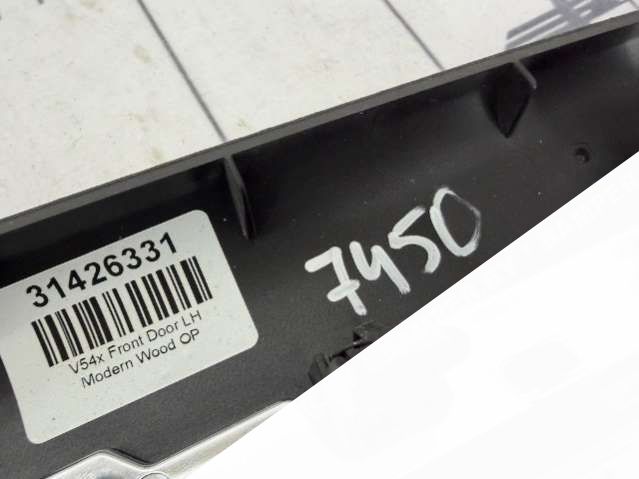 31426331
V54x Front Door LH
Modern Wood OP
7450